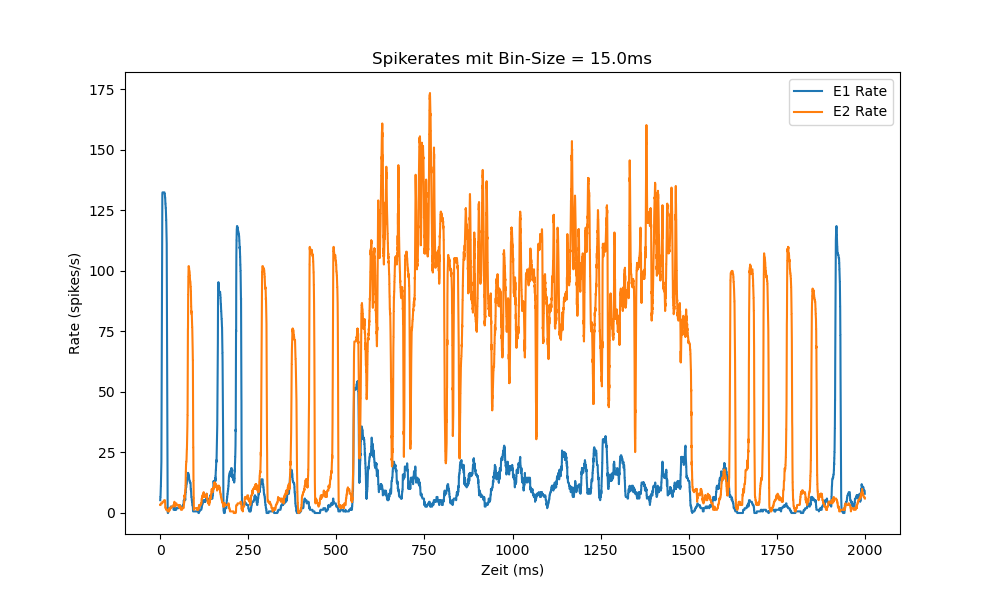 Spikerates mit Bin-Size = 15.0ms
E1 Rate
E2 Rate
Rate (spikes/s)
175
150
125
100
75
50
25
0
0 250 500 750 1000 1250 1500 1750 2000
Zeit (ms)